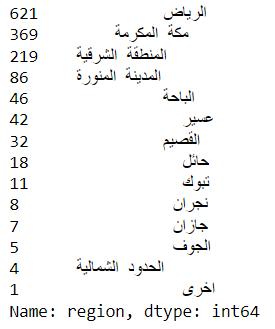 الرياض 621
مكة المكرمة 369
المنطقة الشرقية 219
المدينة المنورة 86
الباحة 46
عسير 42
القصيم 32
حائل 18
تبوك 11
نجران 8
جازان 7
الجوف 5
الحدود الشمالية 4
اخرى 1
Name: region, dtype: int64